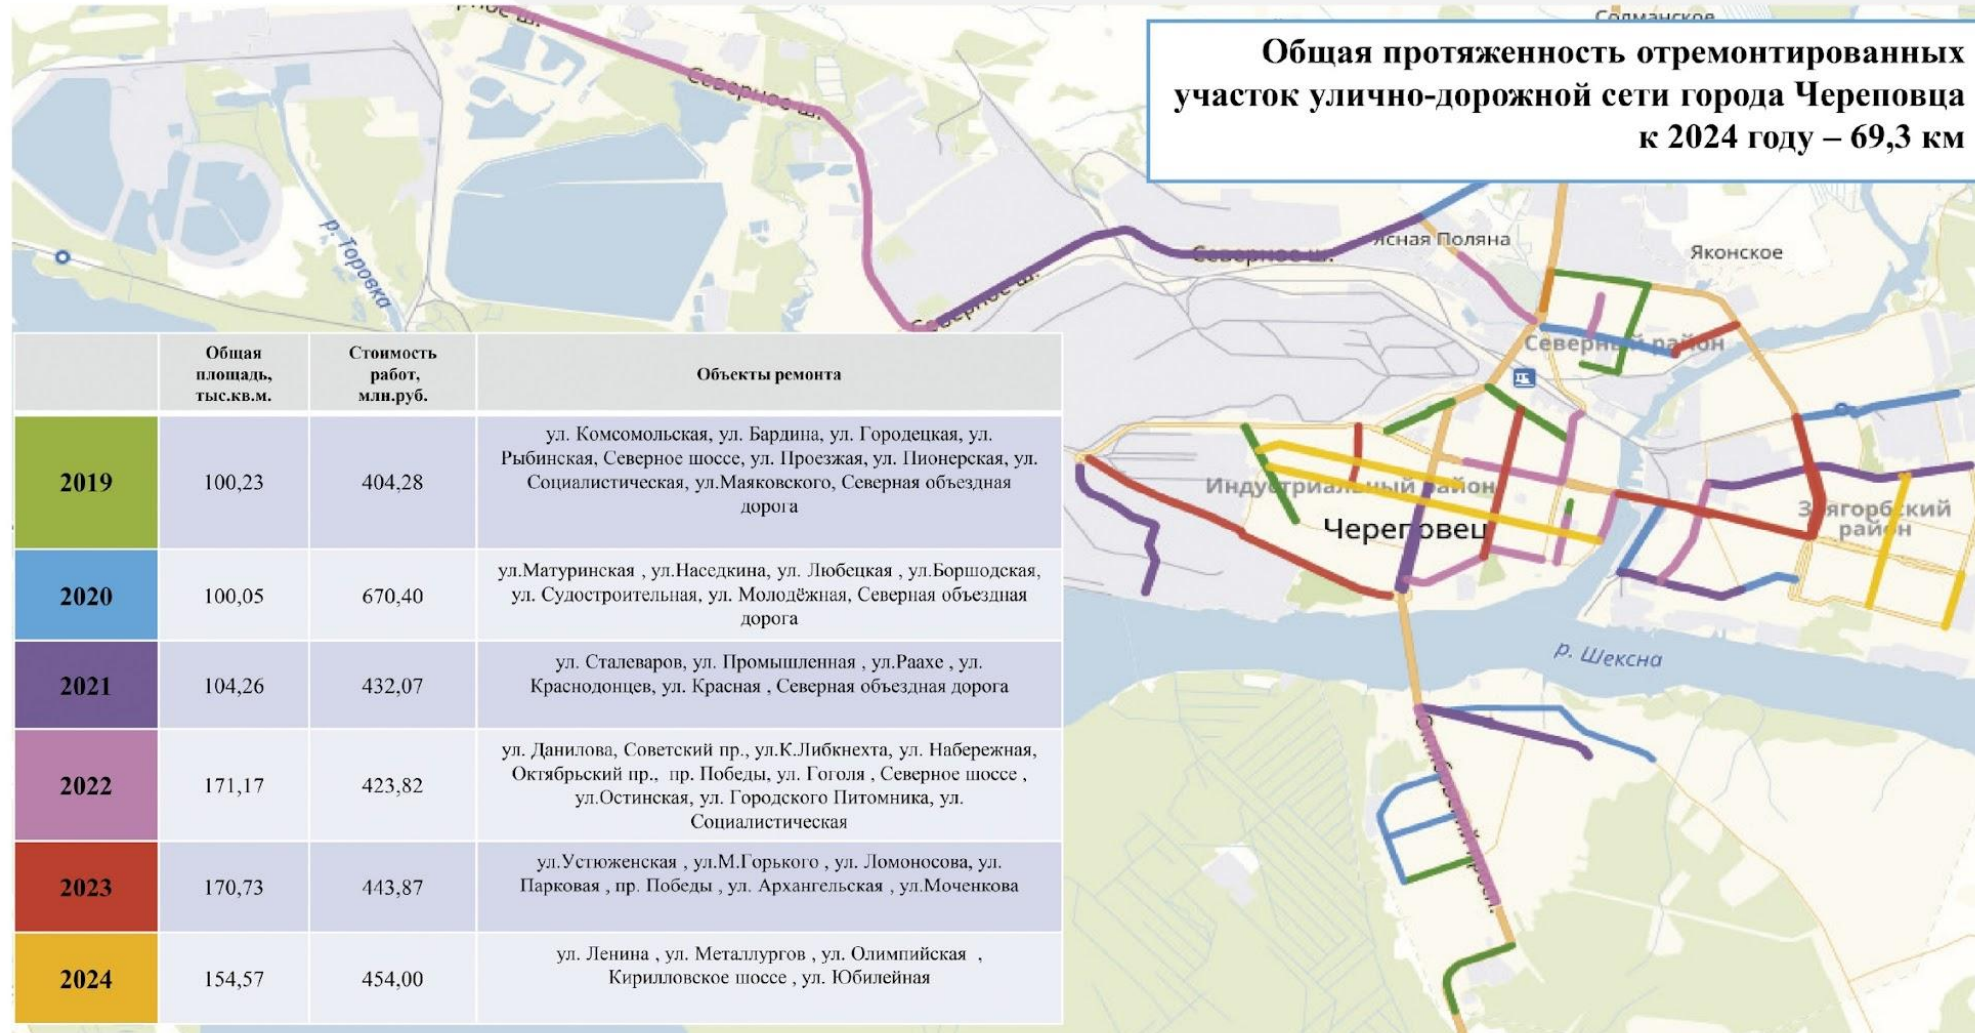 Солманское
Общая протяженность отремонтированных
участок улично-дорожной сети города Череповца
к 2024 году – 69,3 км
Северное ш.
р. Торовка
Северное ш.
Северное ш.
Ясная Поляна
Яконское
Северный район
Индустриальный район
Череповец
Зягорбский
район
р. Шексна
Общая
площадь,
тыс.кв.м.
Стоимость
работ,
млн.руб.
Объекты ремонта
2019
100,23
404,28
ул. Комсомольская, ул. Бардина, ул. Городецкая, ул.
Рыбинская, Северное шоссе, ул. Проезжая, ул. Пионерская, ул.
Социалистическая, ул.Маяковского, Северная объездная
дорога
2020
100,05
670,40
ул.Матуринская , ул.Наседкина, ул. Любецкая , ул.Боршодская,
ул. Судостроительная, ул. Молодёжная, Северная объездная
дорога
2021
104,26
432,07
ул. Сталеваров, ул. Промышленная , ул.Раахе , ул.
Краснодонцев, ул. Красная , Северная объездная дорога
2022
171,17
423,82
ул. Данилова, Советский пр., ул.К.Либкнехта, ул. Набережная,
Октябрьский пр., пр. Победы, ул. Гоголя , Северное шоссе ,
ул.Остинская, ул. Городского Питомника, ул.
Социалистическая
2023
170,73
443,87
ул.Устюженская , ул.М.Горького , ул. Ломоносова, ул.
Парковая , пр. Победы , ул. Архангельская , ул.Моченкова
2024
154,57
454,00
ул. Ленина , ул. Металлургов , ул. Олимпийская ,
Кирилловское шоссе , ул. Юбилейная